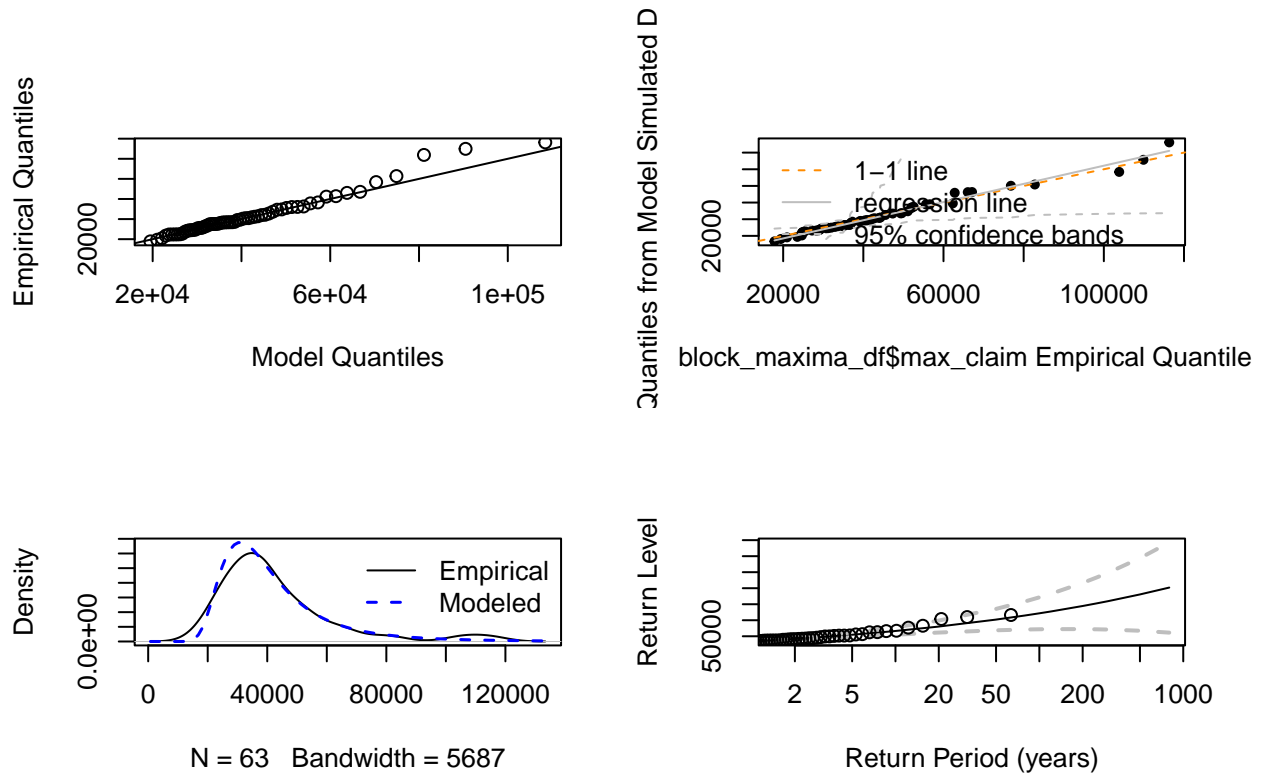 Empirical Quantiles
20000
2e+04 6e+04 1e+05
Model Quantiles
Quantiles from Model Simulated D
20000
1−1 line
regression line
95% confidence bands
20000 60000 100000
block_maxima_df$max_claim Empirical Quantile
Density
0.0e+00
Empirical
Modeled
0 40000 80000 120000
N = 63 Bandwidth = 5687
Return Level
50000
2 5 20 50 200 1000
Return Period (years)